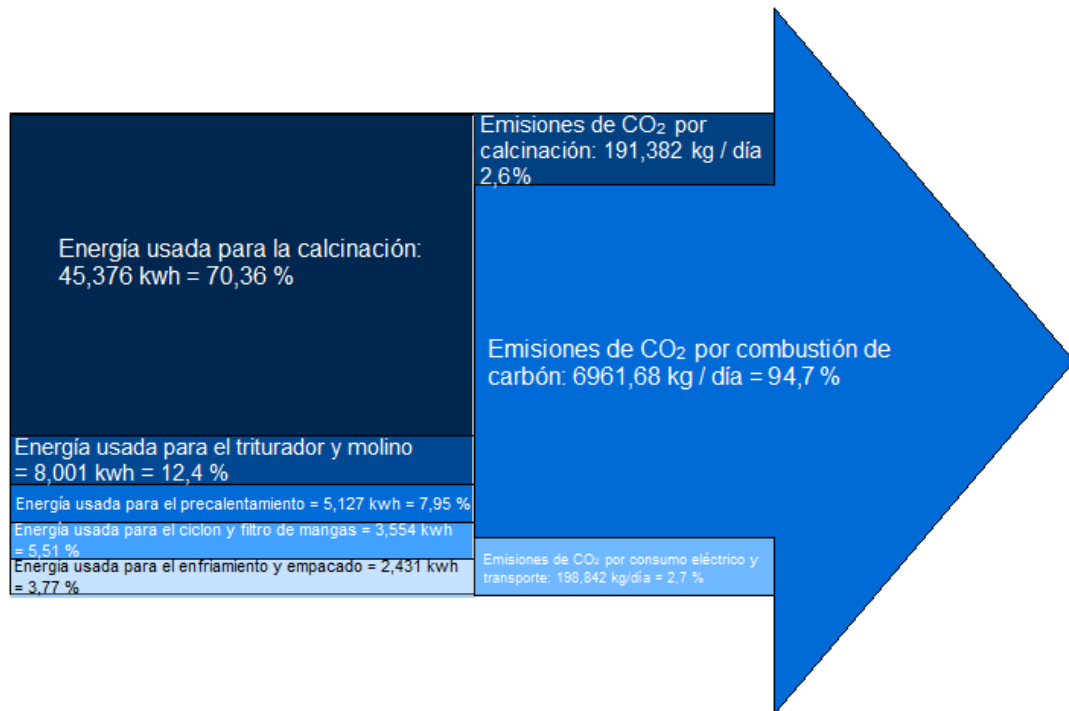 Emisiones de CO₂ por
calcinación: 191,382 kg / día
2,6%
Energía usada para la calcinación:
45,376 kwh = 70,36 %
Emisiones de CO₂ por combustión de
carbón: 6961,68 kg / día = 94,7 %
Energía usada para el triturador y molino
= 8,001 kwh = 12,4 %
Energía usada para el precalentamiento = 5,127 kwh = 7,95 %
Energía usada para el ciclon y filtro de mangas = 3,554 kwh
= 5,51 %
Energía usada para el enfriamiento y empacado = 2,431 kwh
= 3,77 %
Emisiones de CO₂ por consumo eléctrico y
transporte: 198,842 kg/día = 2,7 %